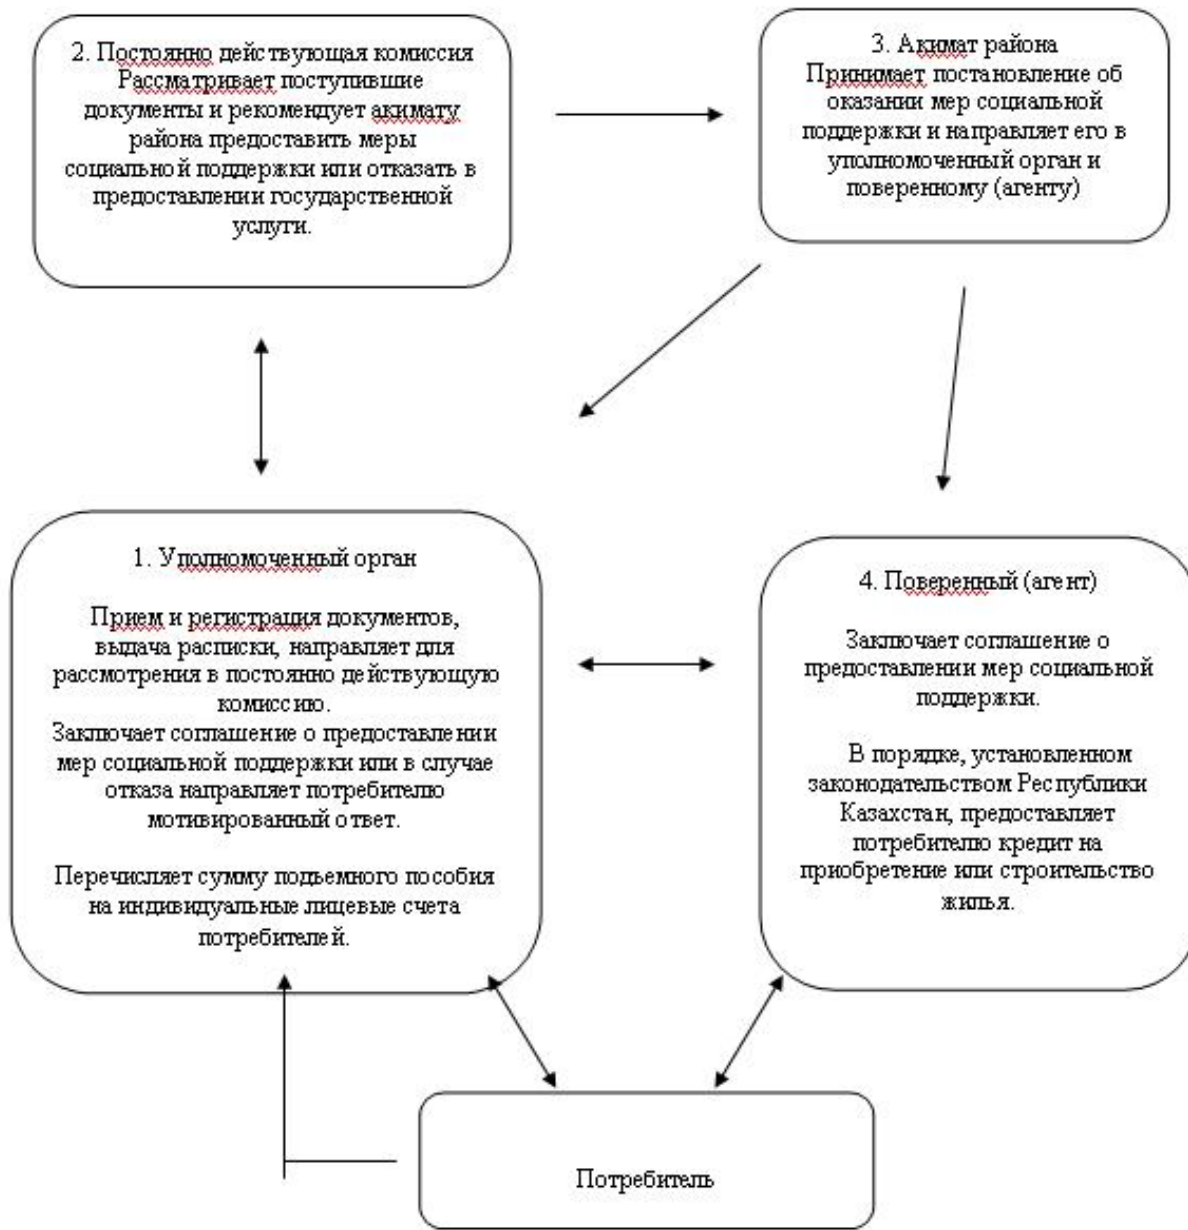 2. Постоянно действующая комиссия
Рассматривает поступившие
документы и рекомендует акимату
района предоставить меры
социальной поддержки или отказать в
предоставлении государственной
услуги.
3. Акимат района
Принимает постановление об
оказании мер социальной
поддержки и направляет его в
уполномоченный орган и
поверенному (агенту)
1. Уполномоченный орган
Прием и регистрация документов,
выдача расписки, направляет для
рассмотрения в постоянно действующую
комиссию.
Заключает соглашение о предоставлении
мер социальной поддержки или в случае
отказа направляет потребителю
мотивированный ответ.
Перечисляет сумму подьемного пособия
на индивидуальные лицевые счета
потребителей.
4. Поверенный (агент)
Заключает соглашение о
предоставлении мер социальной
поддержки.
В порядке, установленном
законодательством Республики
Казахстан, предоставляет
потребителю кредит на
приобретение или строительство
жилья.
Потребитель